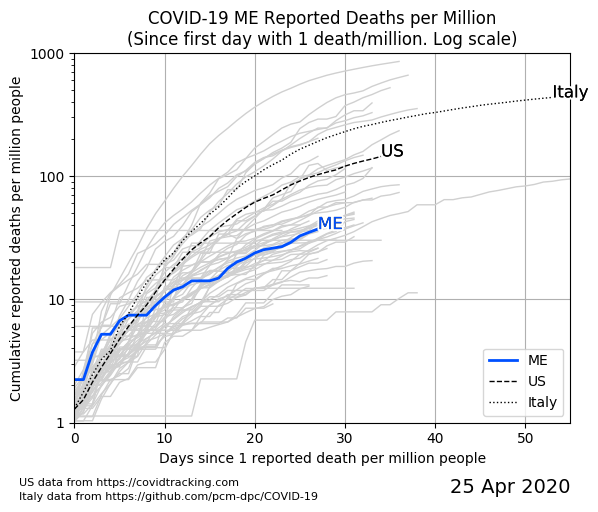 COVID-19 ME Reported Deaths per Million
(Since first day with 1 death/million. Log scale)
Cumulative reported deaths per million people
1000
100
10
1
Italy
US
ME
ME
US
Italy
0 10 20 30 40 50
Days since 1 reported death per million people
US data from https://covidtracking.com
Italy data from https://github.com/pcm-dpc/COVID-19
25 Apr 2020